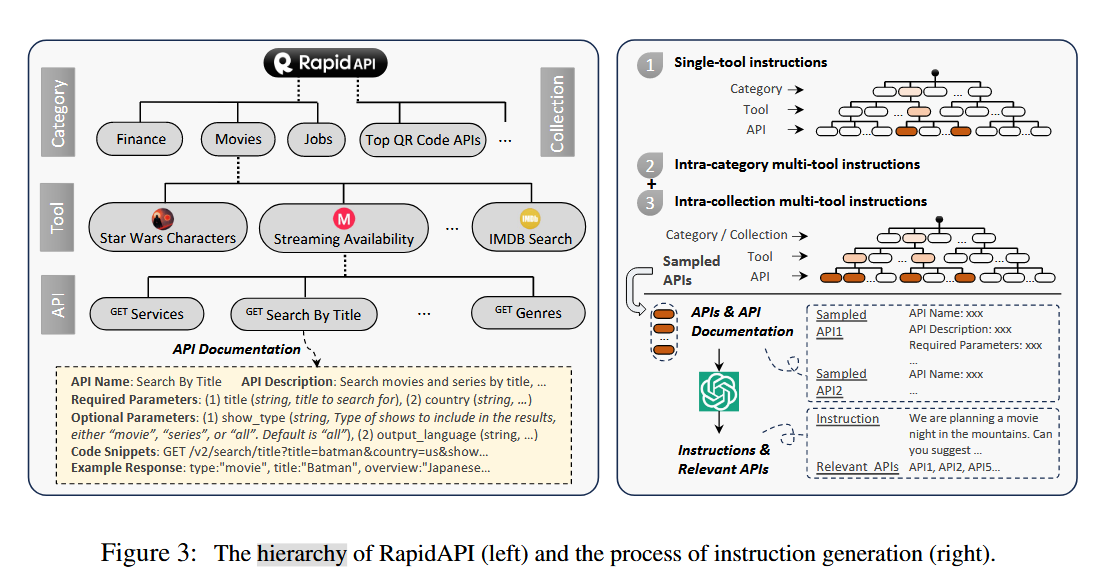 RapidAPI
Category
Collection
Finance
Movies
Jobs
Top QR Code APIs
...
Tool
Star Wars Characters
M
Streaming Availability
...
IMDb
IMDB Search
API
GET Services
GET Search By Title
...
GET Genres
API Documentation
API Name: Search By Title API Description: Search movies and series by title, ...
Required Parameters: (1) title (string, title to search for), (2) country (string, ...)
Optional Parameters: (1) show_type (string, Type of shows to include in the results,
either “movie”, “series”, or “all”. Default is “all”), (2) output_language (string, ...)
Code Snippets: GET /v2/search/title?title=batman&country=us&show...
Example Response: type:"movie", title:"Batman", overview:"Japanese...
1 Single-tool instructions
Category
...
Tool
...
API
... ...
2 Intra-category multi-tool instructions
+
3 Intra-collection multi-tool instructions
Category / Collection
...
Tool
... ...
API
... ... ...
Sampled
APIs
...
APIs & API
Documentation
Sampled
API1
API Name: xxx
API Description: xxx
Required Parameters: xxx
...
Sampled
API2
API Name: xxx
...
Instructions &
Relevant APIs
Instruction
We are planning a movie
night in the mountains. Can
you suggest ...
Relevant APIs
API1, API2, API5...
Figure 3: The hierarchy of RapidAPI (left) and the process of instruction generation (right).